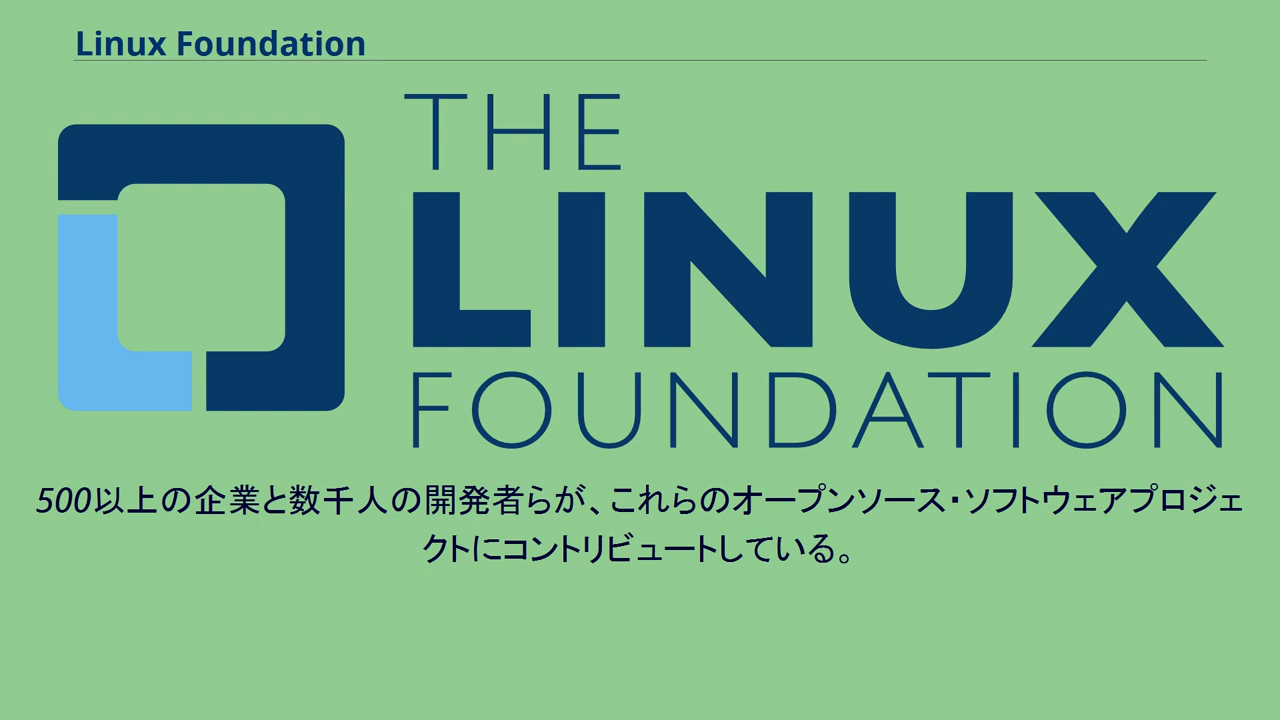 Linux Foundation
THE
LINUX
FOUNDATION
500以上の企業と数千人の開発者らが、これらのオープンソース・ソフトウェアプロジェ
クトにコントリビュートしている。